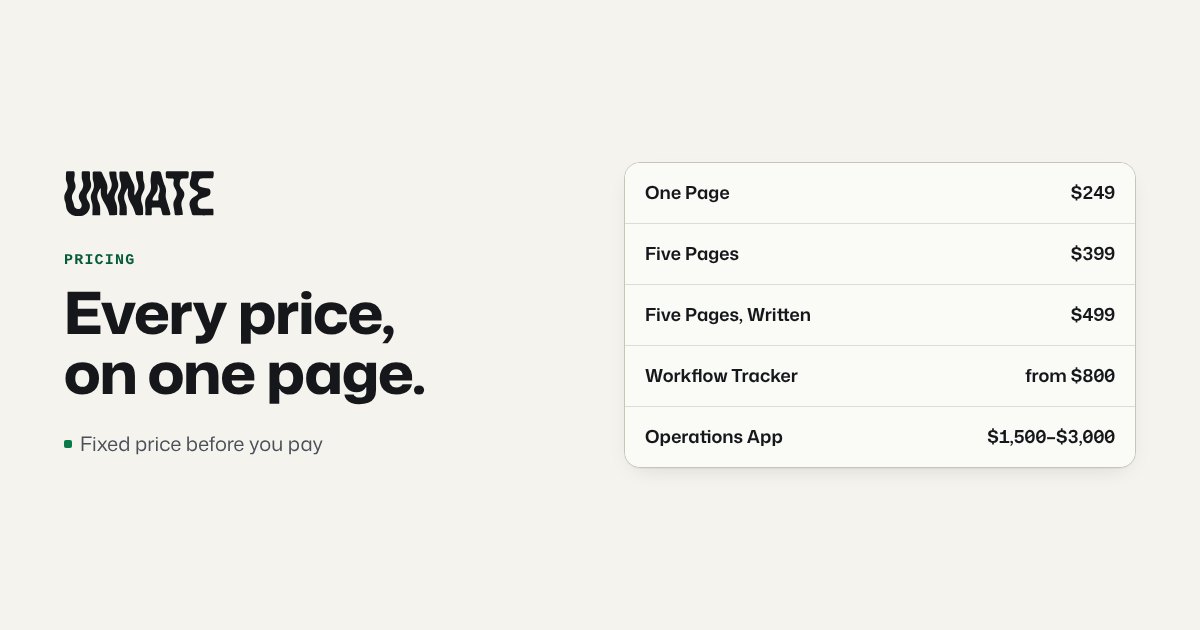 UNNATE
PRICING
Every price,
on one page.
Fixed price before you pay
One Page $249
Five Pages $399
Five Pages, Written $499
Workflow Tracker from $800
Operations App $1,500–$3,000